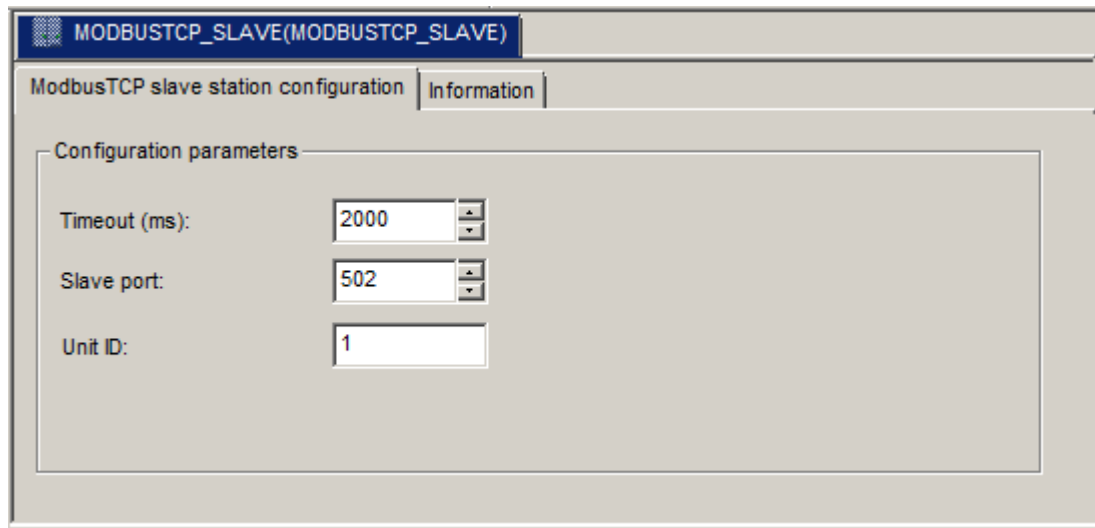 MODBUSTCP_SLAVE(MODBUSTCP_SLAVE)
ModbusTCP slave station configuration Information
Configuration parameters
Timeout (ms): 2000
Slave port: 502
Unit ID: 1